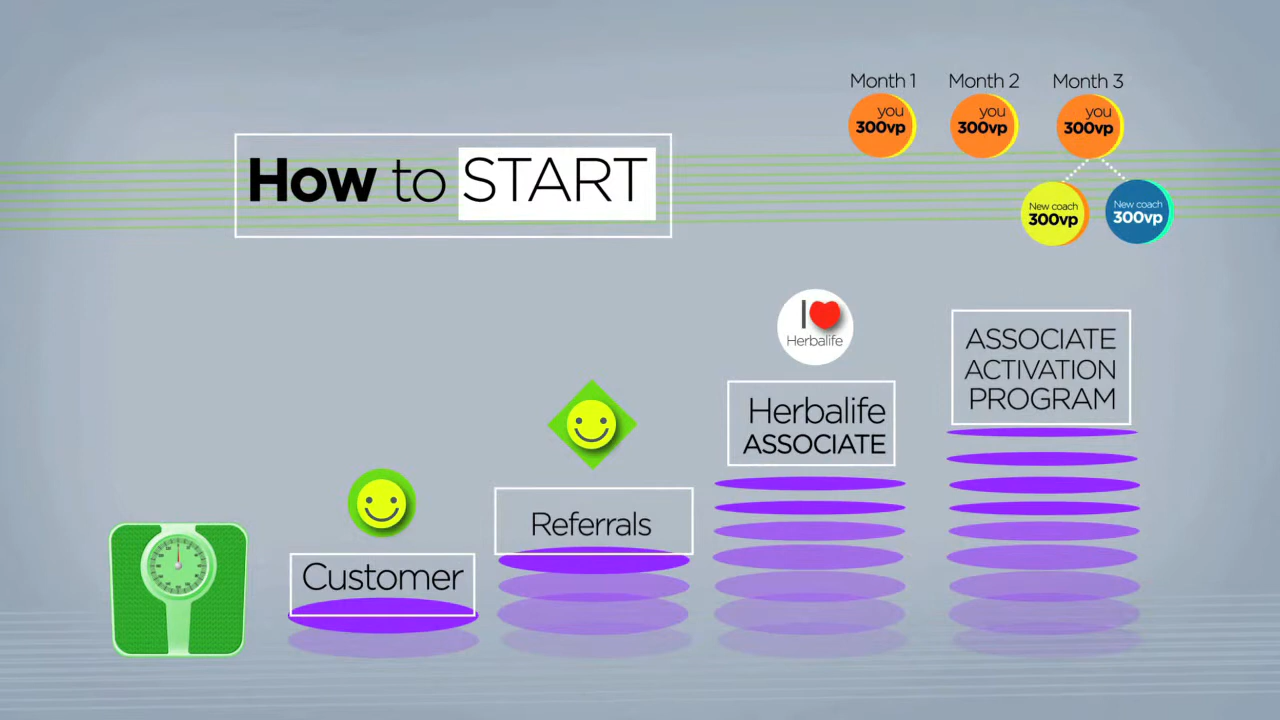 Month 1
Month 2
Month 3
you
300vp
you
300vp
you
300vp
How to START
New coach
300vp
New coach
300vp
I
Herbalife
ASSOCIATE
ACTIVATION
PROGRAM
Herbalife
ASSOCIATE
Referrals
Customer